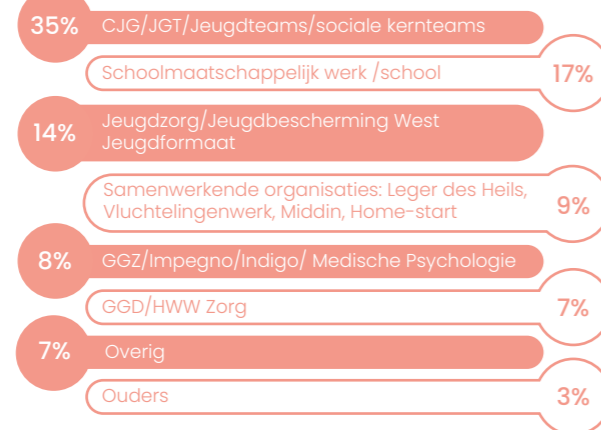 35% CJG/JGT/Jeugdteams/sociale kernteams
Schoolmaatschappelijk werk /school 17%
14% Jeugdzorg/Jeugdbescherming West
Jeugdformaat
Samenwerkende organisaties: Leger des Heils,
Vluchtelingenwerk, Middin, Home-start 9%
8% GGZ/Impegno/Indigo/ Medische Psychologie
GGD/HWW Zorg 7%
7% Overig
Ouders 3%